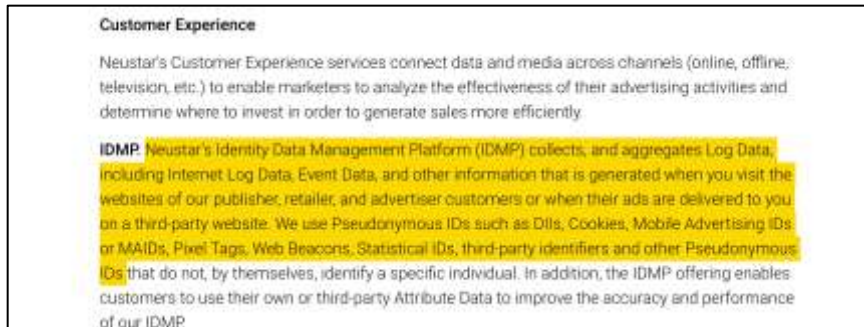 Customer Experience
Neustar's Customer Experience services connect data and media across channels (online, offline,
television, etc.) to enable marketers to analyze the effectiveness of their advertising activities and
determine where to invest in order to generate sales more efficiently.
IDMP. Neustar's Identity Data Management Platform (IDMP) collects, and aggregates Log Data,
including Internet Log Data, Event Data, and other information that is generated when you visit the
websites of our publisher, retailer, and advertiser customers or when their ads are delivered to you
on a third-party website. We use Pseudonymous IDs such as DIIs, Cookies, Mobile Advertising IDs
or MAIDs, Pixel Tags, Web Beacons, Statistical IDs, third-party identifiers and other Pseudonymous
IDs that do not, by themselves, identify a specific individual. In addition, the IDMP offering enables
customers to use their own or third-party Attribute Data to improve the accuracy and performance
of our IDMP.